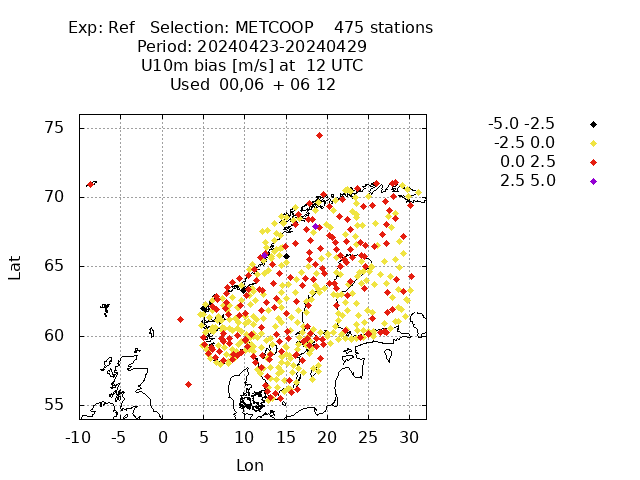 Exp: Ref   Selection: METCOOP    475 stations
Period: 20240423-20240429
U10m bias [m/s] at  12 UTC
Used  00,06  + 06 12
-5.0 -2.5
-2.5 0.0
0.0 2.5
2.5 5.0
75
70
65
60
55
Lat
-10 -5 0 5 10 15 20 25 30
Lon